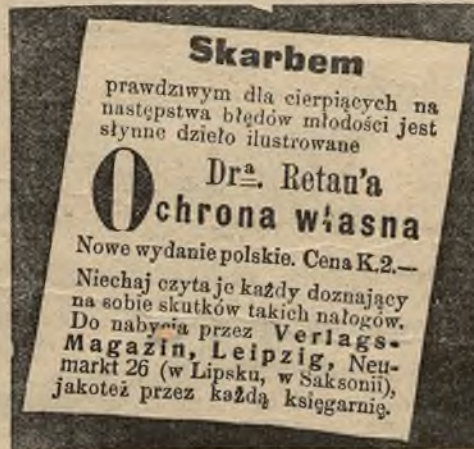 Skarbem
prawdziwym dla cierpiących na
następstwa błędów młodości jest
słynne dzieło ilustrowane
Dra. Retau'a
Ochrona własna
Nowe wydanie polskie. Cena K.2.—
Niechaj czyta je każdy doznający
na sobie skutków takich nałogów.
Do nabycia przez Verlags-
Magazin, Leipzig, Neu-
markt 26 (w Lipsku, w Saksonii),
jakoteż przez każdą księgarnię.